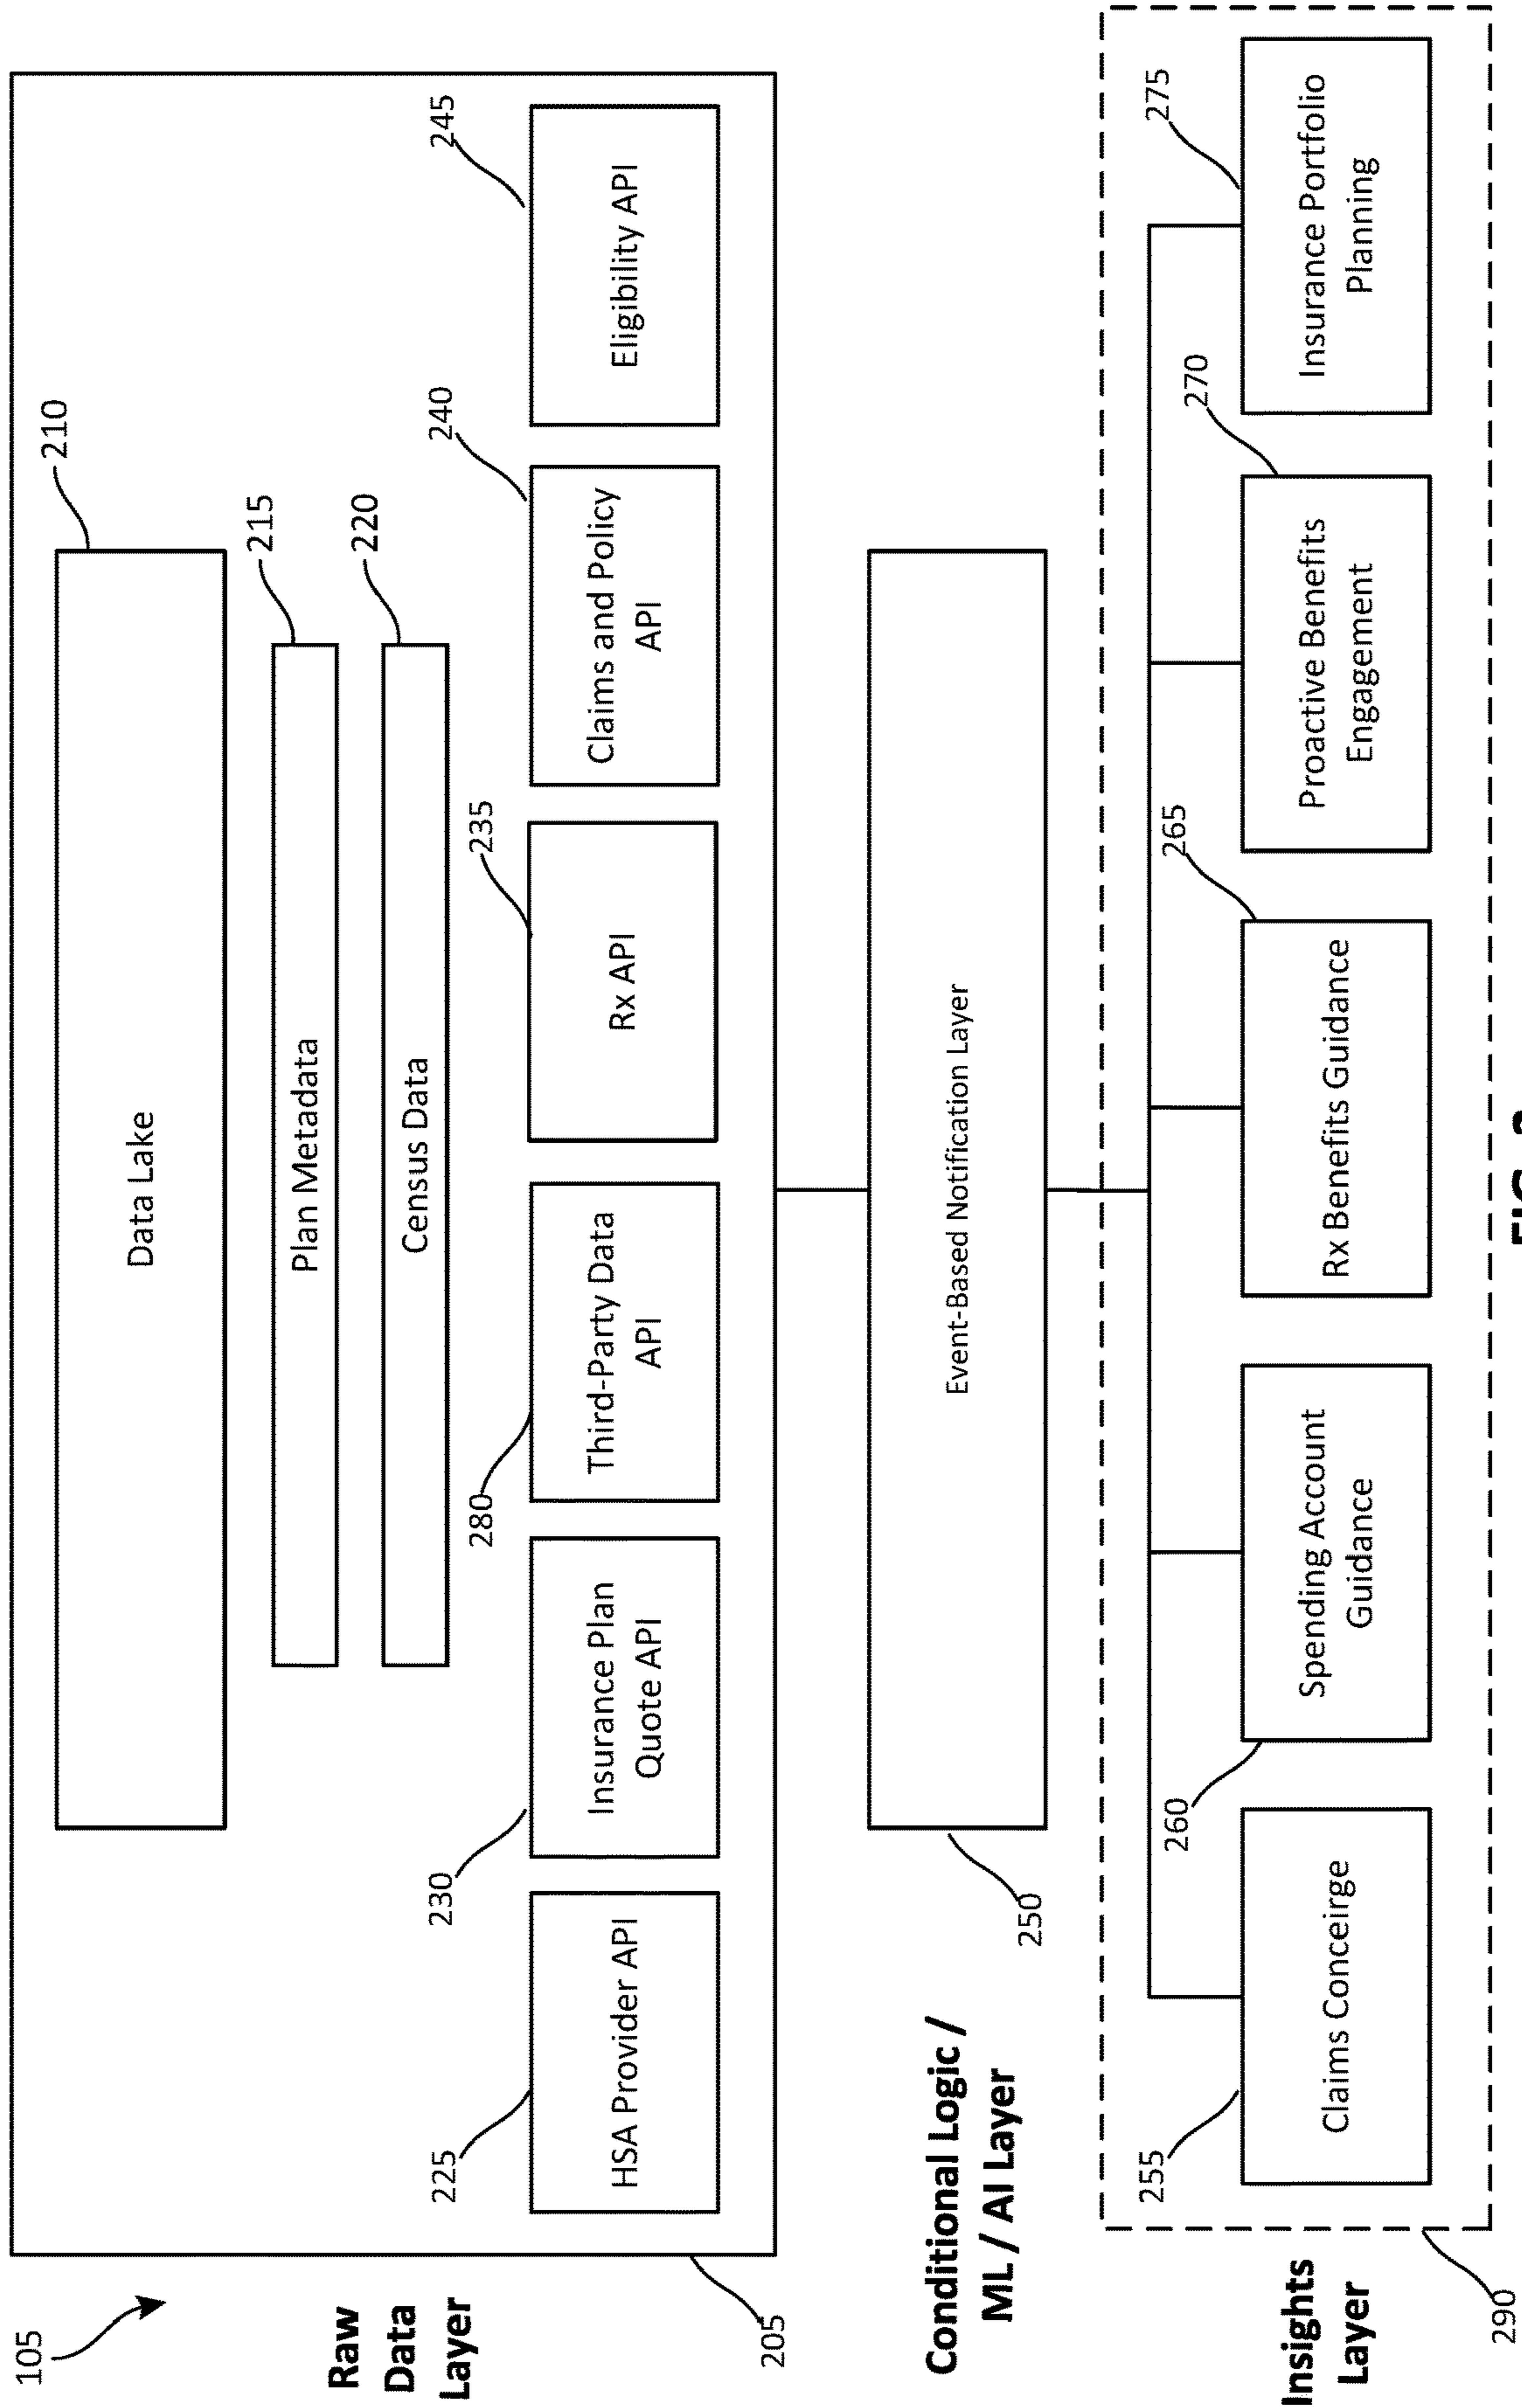 105
Raw
Data
Layer
205
210
Data Lake
215
Plan Metadata
220
Census Data
225
HSA Provider API
230
Insurance Plan
Quote API
280
Third-Party Data
API
235
Rx API
240
Claims and Policy
API
245
Eligibility API
Conditional Logic /
ML / AI Layer
250
Event-Based Notification Layer
Insights
Layer
290
255
Claims Conceirge
260
Spending Account
Guidance
265
Rx Benefits Guidance
270
Proactive Benefits
Engagement
275
Insurance Portfolio
Planning
FIG.